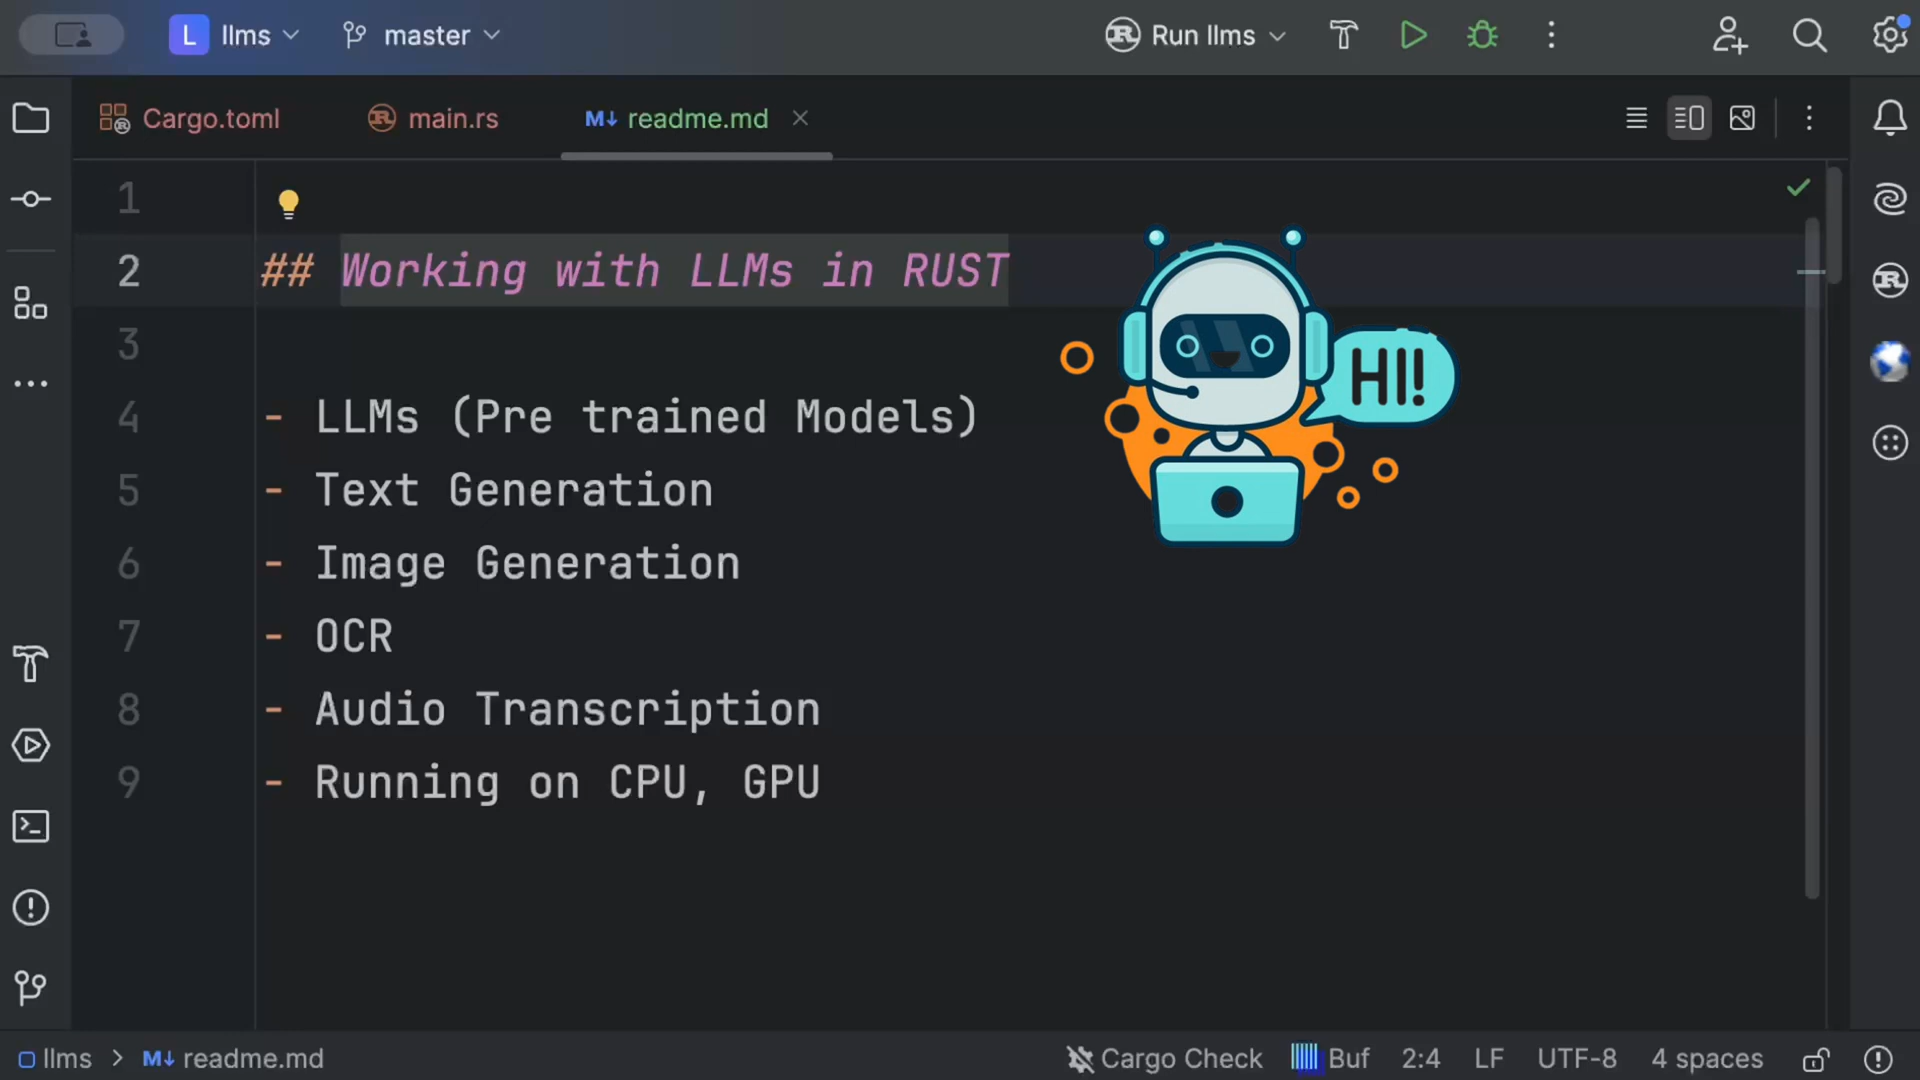 L llms master Run llms
Cargo.toml main.rs M↓ readme.md
1
2 ## Working with LLMs in RUST
3
4 - LLMs (Pre trained Models)
5 - Text Generation
6 - Image Generation
7 - OCR
8 - Audio Transcription
9 - Running on CPU, GPU
HI!
llms > M↓ readme.md Cargo Check Buf 2:4 LF UTF-8 4 spaces